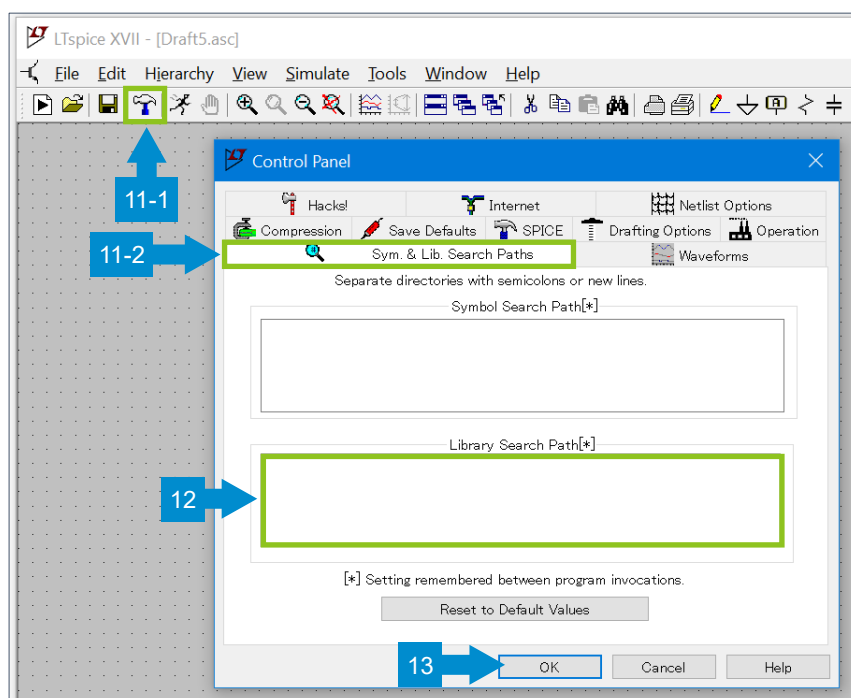 LTspice XVII - [Draft5.asc]
File Edit Hierarchy View Simulate Tools Window Help
11-1
Control Panel
Hacks! Internet Netlist Options
Compression Save Defaults SPICE Drafting Options Operation
11-2
Sym. & Lib. Search Paths Waveforms
Separate directories with semicolons or new lines.
Symbol Search Path[*]
Library Search Path[*]
12
[*] Setting remembered between program invocations.
Reset to Default Values
13
OK Cancel Help